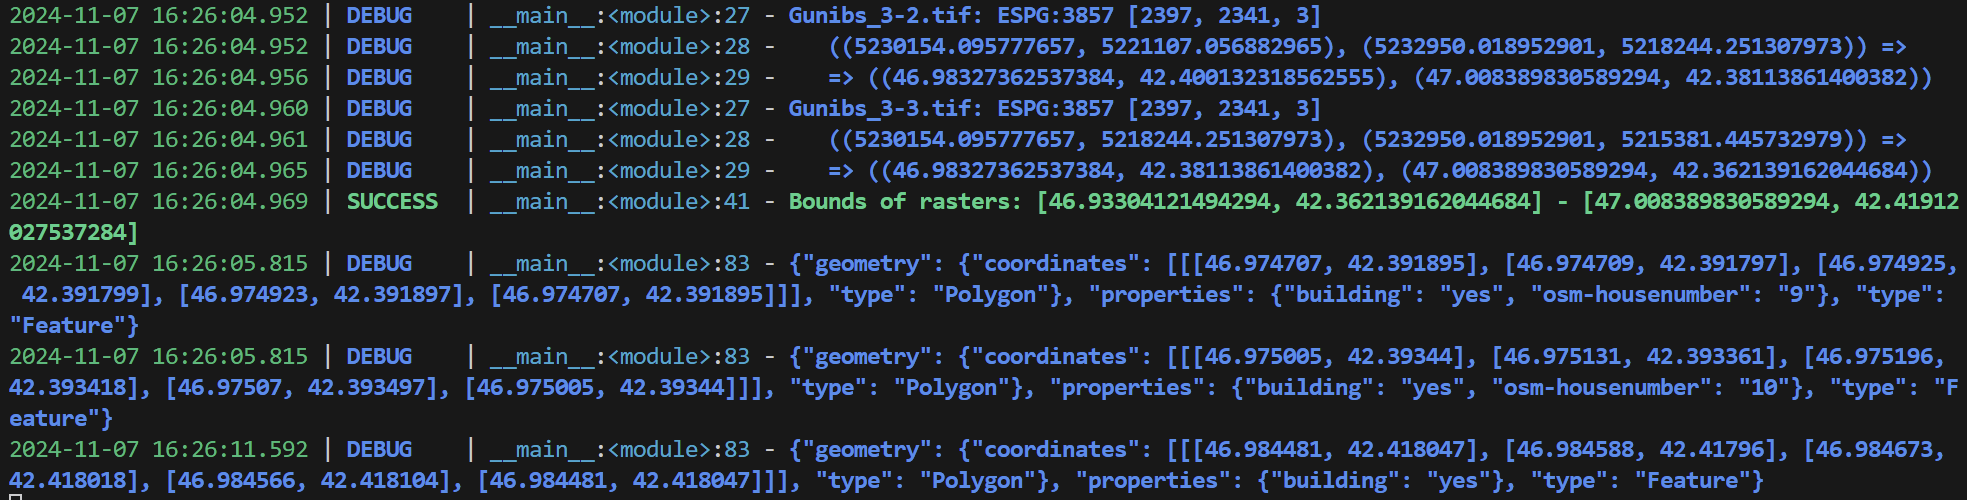 2024-11-07 16:26:04.952 | DEBUG    | __main__:<module>:27 - Gunibs_3-2.tif: ESPG:3857 [2397, 2341, 3]
2024-11-07 16:26:04.952 | DEBUG    | __main__:<module>:28 -    ((5230154.095777657, 5221107.056882965), (5232950.018952901, 5218244.251307973)) =>
2024-11-07 16:26:04.956 | DEBUG    | __main__:<module>:29 -    => ((46.98327362537384, 42.400132318562555), (47.008389830589294, 42.38113861400382))
2024-11-07 16:26:04.960 | DEBUG    | __main__:<module>:27 - Gunibs_3-3.tif: ESPG:3857 [2397, 2341, 3]
2024-11-07 16:26:04.961 | DEBUG    | __main__:<module>:28 -    ((5230154.095777657, 5218244.251307973), (5232950.018952901, 5215381.445732979)) =>
2024-11-07 16:26:04.965 | DEBUG    | __main__:<module>:29 -    => ((46.98327362537384, 42.38113861400382), (47.008389830589294, 42.362139162044684))
2024-11-07 16:26:04.969 | SUCCESS  | __main__:<module>:41 - Bounds of rasters: [46.93304121494294, 42.362139162044684] - [47.008389830589294, 42.41912
027537284]
2024-11-07 16:26:05.815 | DEBUG    | __main__:<module>:83 - {"geometry": {"coordinates": [[[46.974707, 42.391895], [46.974709, 42.391797], [46.974925,
 42.391799], [46.974923, 42.391897], [46.974707, 42.391895]]], "type": "Polygon"}, "properties": {"building": "yes", "osm-housenumber": "9"}, "type":
"Feature"}
2024-11-07 16:26:05.815 | DEBUG    | __main__:<module>:83 - {"geometry": {"coordinates": [[[46.975005, 42.39344], [46.975131, 42.393361], [46.975196,
42.393418], [46.97507, 42.393497], [46.975005, 42.39344]]], "type": "Polygon"}, "properties": {"building": "yes", "osm-housenumber": "10"}, "type": "F
eature"}
2024-11-07 16:26:11.592 | DEBUG    | __main__:<module>:83 - {"geometry": {"coordinates": [[[46.984481, 42.418047], [46.984588, 42.41796], [46.984673,
42.418018], [46.984566, 42.418104], [46.984481, 42.418047]]], "type": "Polygon"}, "properties": {"building": "yes"}, "type": "Feature"}